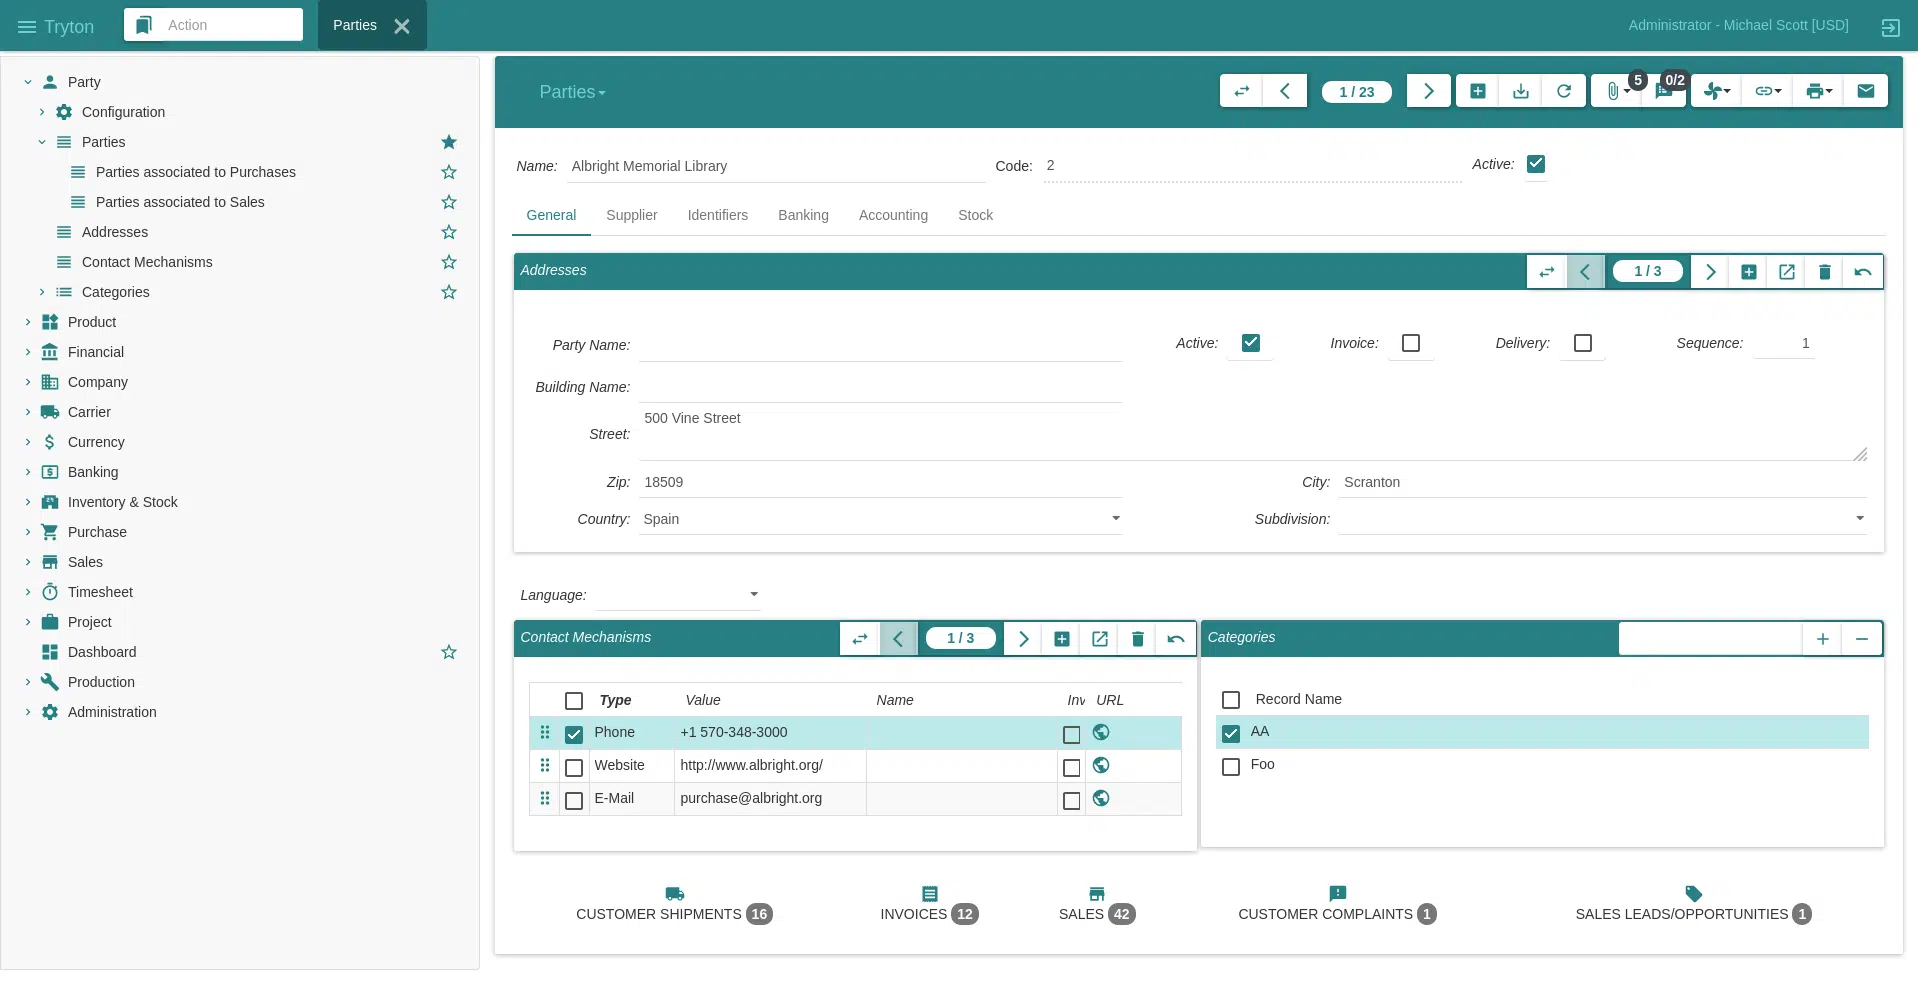 Tryton
Action
Parties
Administrator - Michael Scott [USD]
Party
Configuration
Parties
Parties associated to Purchases
Parties associated to Sales
Addresses
Contact Mechanisms
Categories
Product
Financial
Company
Carrier
Currency
Banking
Inventory & Stock
Purchase
Sales
Timesheet
Project
Dashboard
Production
Administration
Parties
1 / 23
5
0/2
Name: Albright Memorial Library Code: 2 Active:
General Supplier Identifiers Banking Accounting Stock
Addresses
1 / 3
Party Name: Active: Invoice: Delivery: Sequence: 1
Building Name:
Street: 500 Vine Street
Zip: 18509 City: Scranton
Country: Spain Subdivision:
Language:
Contact Mechanisms
1 / 3
Type Value Name Inv URL
Phone +1 570-348-3000
Website http://www.albright.org/
E-Mail purchase@albright.org
Categories
Record Name
AA
Foo
CUSTOMER SHIPMENTS 16
INVOICES 12
SALES 42
CUSTOMER COMPLAINTS 1
SALES LEADS/OPPORTUNITIES 1